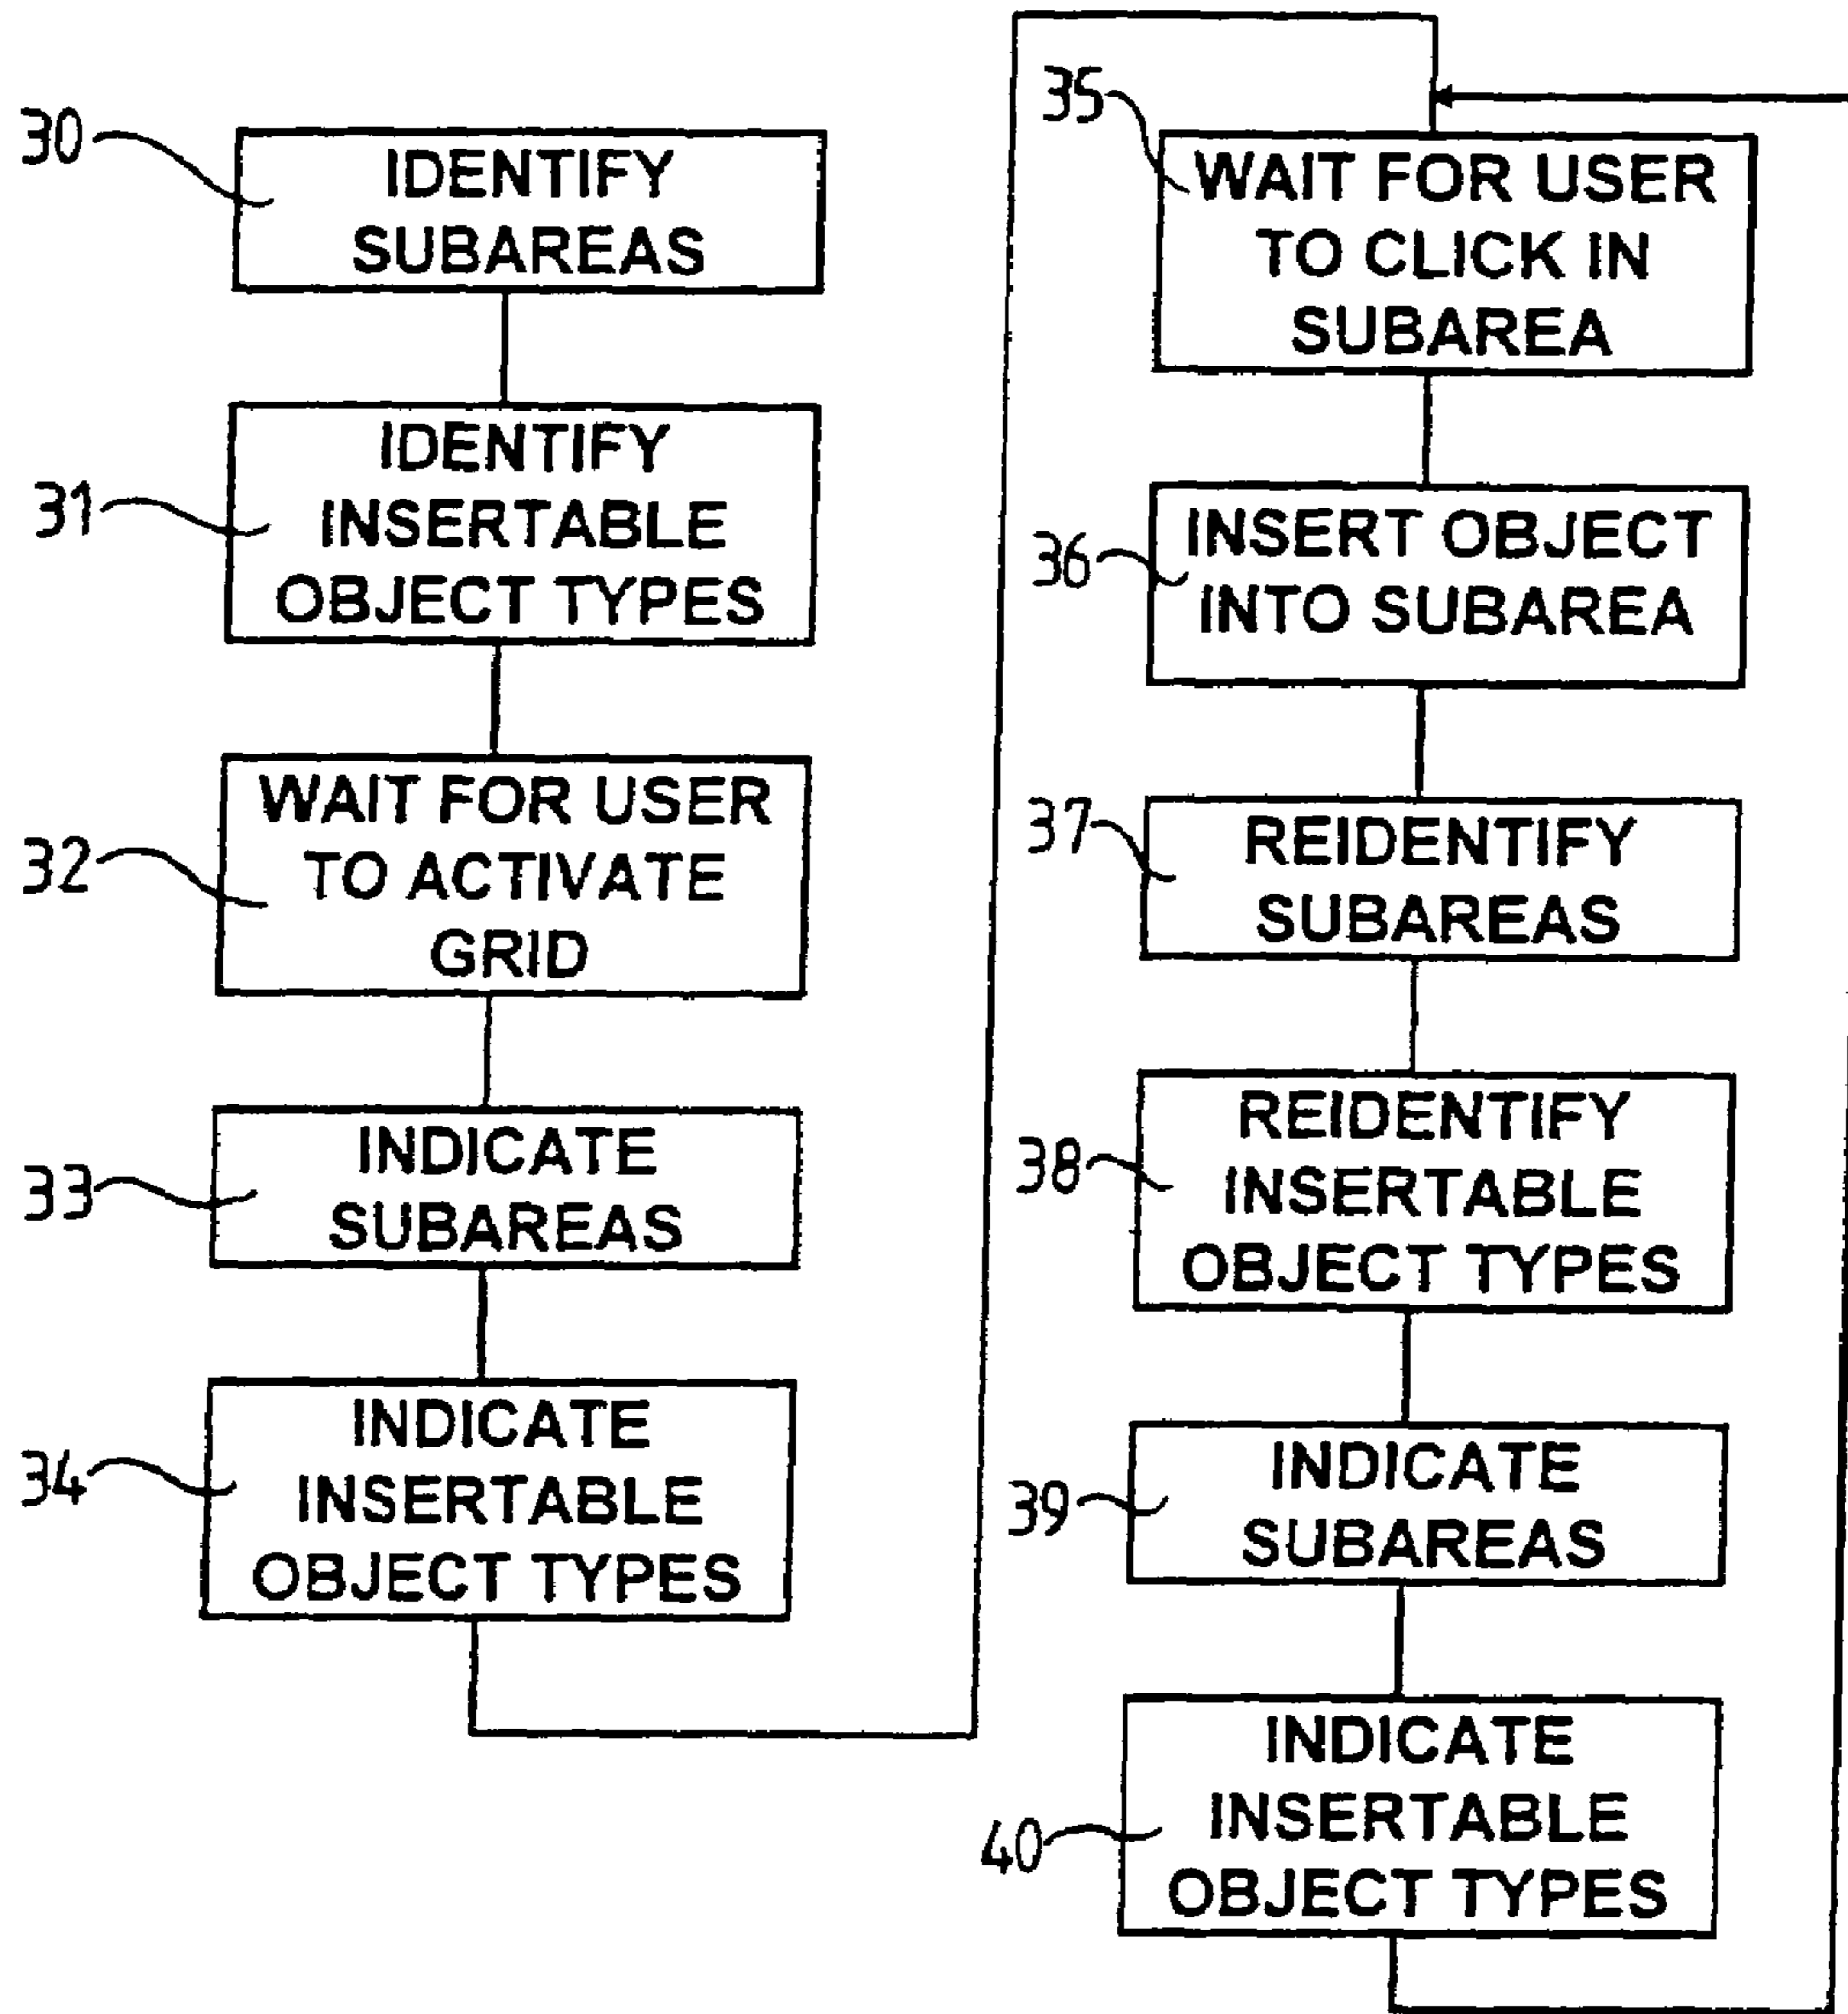 30
IDENTIFY
SUBAREAS
31
IDENTIFY
INSERTABLE
OBJECT TYPES
32
WAIT FOR USER
TO ACTIVATE
GRID
33
INDICATE
SUBAREAS
34
INDICATE
INSERTABLE
OBJECT TYPES
35
WAIT FOR USER
TO CLICK IN
SUBAREA
36
INSERT OBJECT
INTO SUBAREA
37
REIDENTIFY
SUBAREAS
38
REIDENTIFY
INSERTABLE
OBJECT TYPES
39
INDICATE
SUBAREAS
40
INDICATE
INSERTABLE
OBJECT TYPES